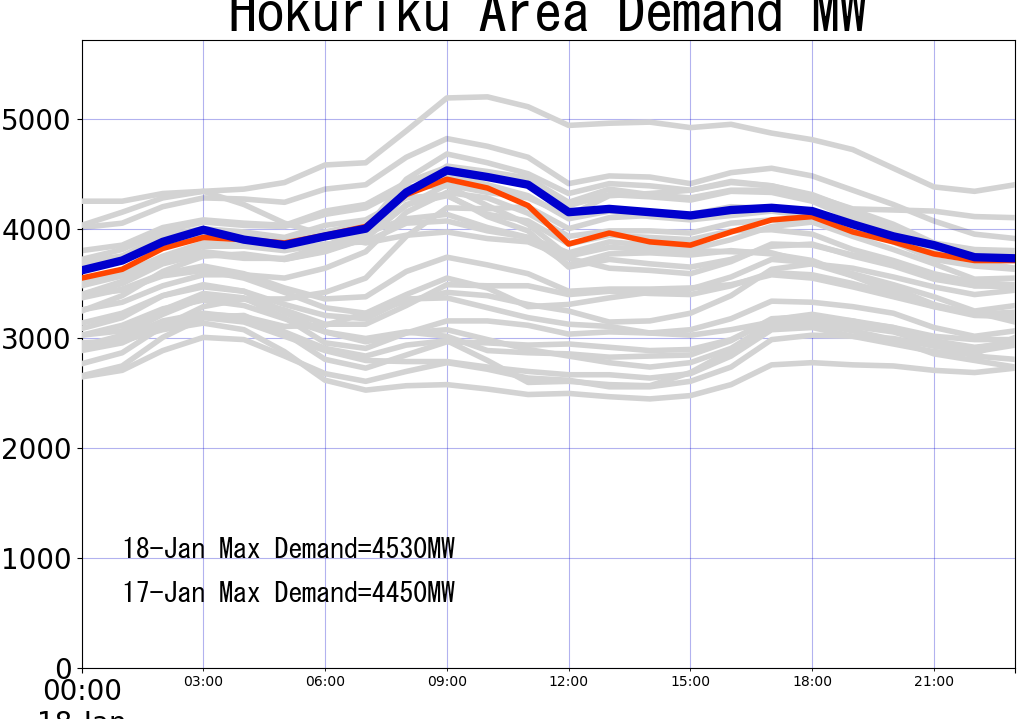 Hokuriku Area Demand MW
5000
4000
3000
2000
1000
0
18-Jan Max Demand=4530MW
17-Jan Max Demand=4450MW
00:00 03:00 06:00 09:00 12:00 15:00 18:00 21:00
18Jan